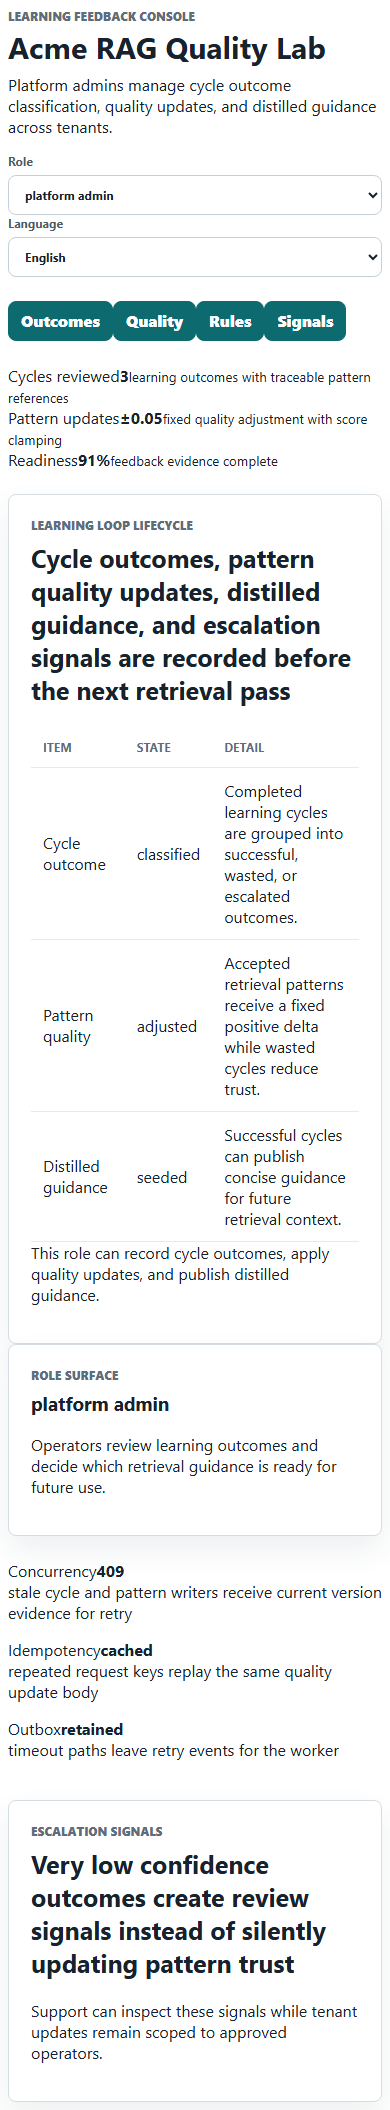 LEARNING FEEDBACK CONSOLE
Acme RAG Quality Lab
Platform admins manage cycle outcome
classification, quality updates, and distilled guidance
across tenants.
Role
platform admin
Language
English
Outcomes Quality Rules Signals
Cycles reviewed3learning outcomes with traceable pattern
references
Pattern updates±0.05fixed quality adjustment with score
clamping
Readiness91%feedback evidence complete
LEARNING LOOP LIFECYCLE
Cycle outcomes, pattern
quality updates, distilled
guidance, and escalation
signals are recorded before
the next retrieval pass
ITEM STATE DETAIL
Cycle
outcome
classified
Completed
learning cycles
are grouped into
successful,
wasted, or
escalated
outcomes.
Pattern
quality
adjusted
Accepted
retrieval patterns
receive a fixed
positive delta
while wasted
cycles reduce
trust.
Distilled
guidance
seeded
Successful cycles
can publish
concise guidance
for future
retrieval context.
This role can record cycle outcomes, apply
quality updates, and publish distilled
guidance.
ROLE SURFACE
platform admin
Operators review learning outcomes and
decide which retrieval guidance is ready for
future use.
Concurrency409
stale cycle and pattern writers receive current version
evidence for retry
Idempotencycached
repeated request keys replay the same quality
update body
Outboxretained
timeout paths leave retry events for the worker
ESCALATION SIGNALS
Very low confidence
outcomes create review
signals instead of silently
updating pattern trust
Support can inspect these signals while tenant
updates remain scoped to approved
operators.